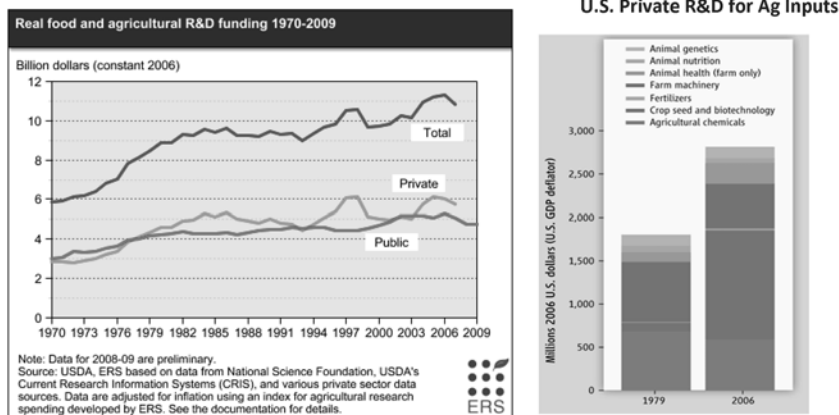 Real food and agricultural R&D funding 1970-2009
Billion dollars (constant 2006)
12
10
8
6
4
2
0
Total
Private
Public
1970 1973 1976 1979 1982 1985 1988 1991 1994 1997 2000 2003 2006 2009
Note: Data for 2008-09 are preliminary.
Source: USDA, ERS based on data from National Science Foundation, USDA's
Current Research Information Systems (CRIS), and various private sector data
sources. Data are adjusted for inflation using an index for agricultural research
spending developed by ERS. See the documentation for details.
ERS
U.S. Private R&D for Ag Inputs
Animal genetics
Animal nutrition
Animal health (farm only)
Farm machinery
Fertilizers
Crop seed and biotechnology
Agricultural chemicals
Millions 2006 U.S. dollars (U.S. GDP deflator)
3,000
2,500
2,000
1,500
1,000
500
0
1979 2006